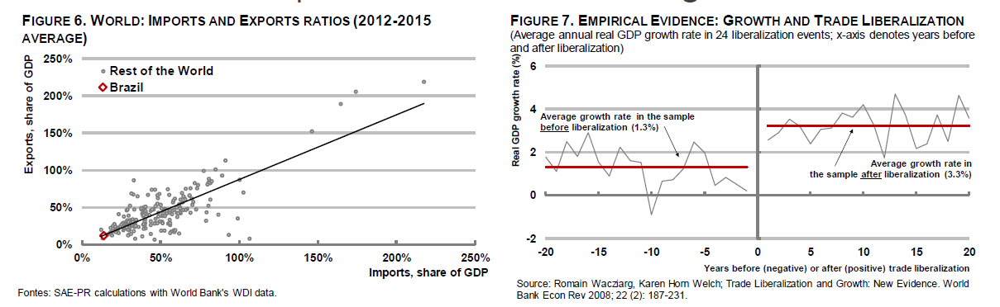 FIGURE 6. WORLD: IMPORTS AND EXPORTS RATIOS (2012-2015
AVERAGE)
Exports, share of GDP
250%
200%
150%
100%
50%
0%
Rest of the World
Brazil
0%
50%
100%
150%
200%
250%
Imports, share of GDP
Fontes: SAE-PR calculations with World Bank's WDI data.
FIGURE 7. EMPIRICAL EVIDENCE: GROWTH AND TRADE LIBERALIZATION
(Average annual real GDP growth rate in 24 liberalization events; x-axis denotes years before
and after liberalization)
Real GDP growth rate (%)
6
4
2
0
-2
Average growth rate in the sample
before liberalization (1.3%)
Average growth rate in
the sample after liberalization (3.3%)
-20
-15
-10
-5
0
5
10
15
20
Years before (negative) or after (positive) trade liberalization
Source: Romain Wacziarg, Karen Horn Welch; Trade Liberalization and Growth: New Evidence. World
Bank Econ Rev 2008; 22 (2): 187-231.